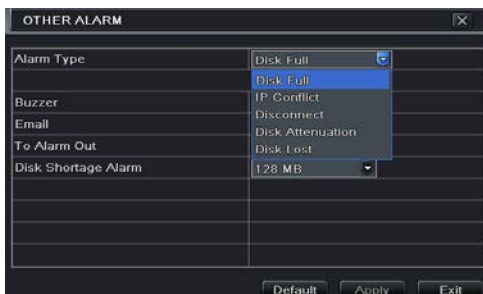 OTHER ALARM
Alarm Type
Disk Full
Disk Full
Buzzer
IP Conflict
Email
Disconnect
To Alarm Out
Disk Attenuation
Disk Lost
Disk Shortage Alarm
128 MB
Default
Apply
Exit